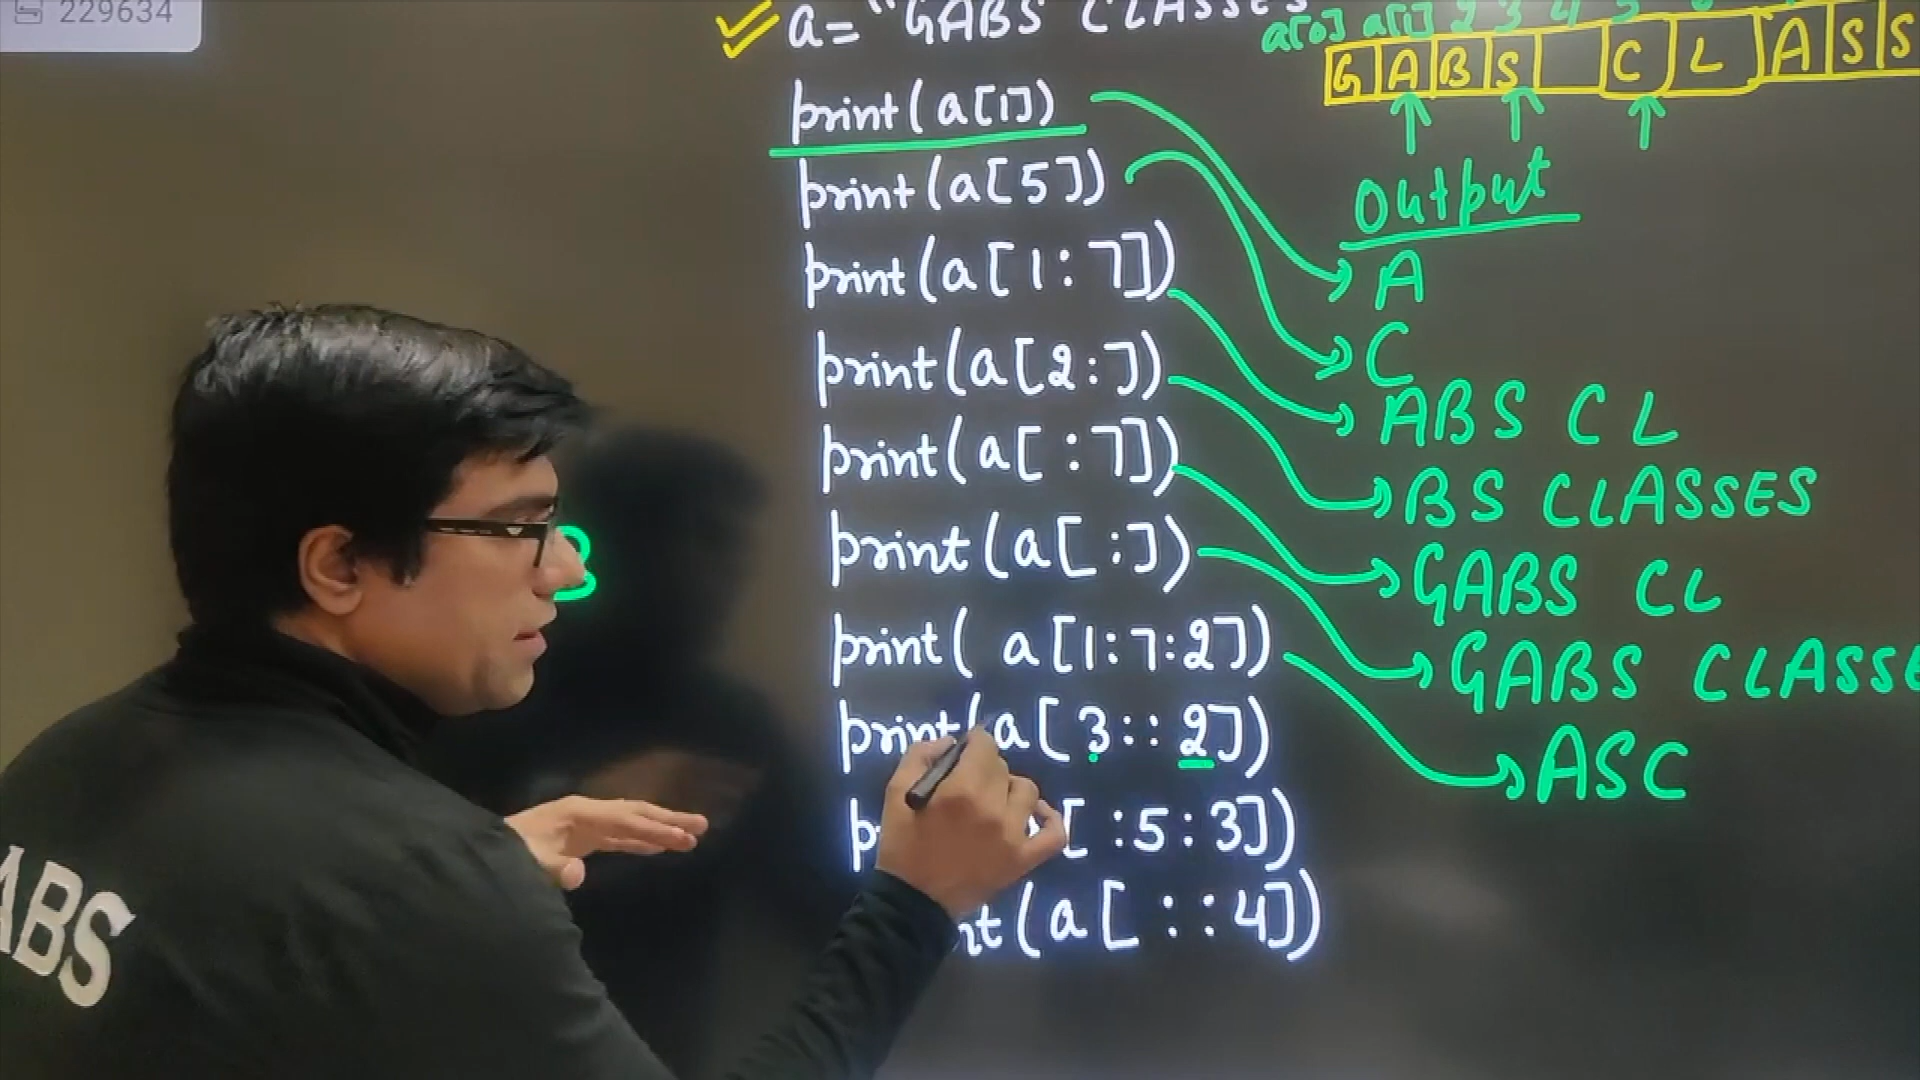 229634
a= "GABS CLASSES"
a[0] a[1] 2 3 4 5
G A B S C L A S S
print(a[1])
Output
print(a[5])
print(a[1:7])
A
print(a[2:])
C
print(a[:7])
ABS CL
print(a[:])
BS CLASSES
print(a[1:7:2])
GABS CL
print(a[3::2])
GABS CLASSE
[:5:3])
ASC
nt(a[::4])
ABS